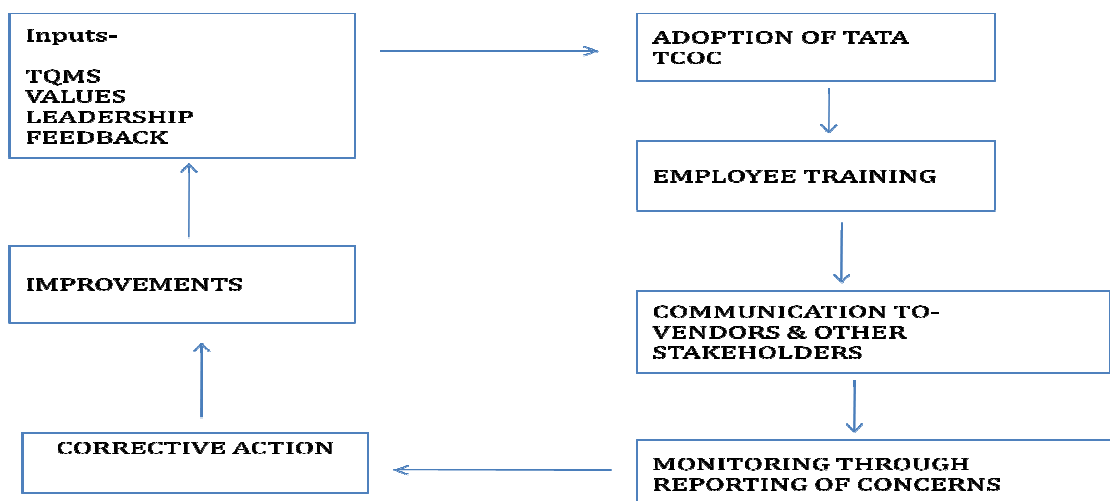 Inputs-
TQMS
VALUES
LEADERSHIP
FEEDBACK
ADOPTION OF TATA
TCOC
EMPLOYEE TRAINING
COMMUNICATION TO-
VENDORS & OTHER
STAKEHOLDERS
MONITORING THROUGH
REPORTING OF CONCERNS
CORRECTIVE ACTION
IMPROVEMENTS